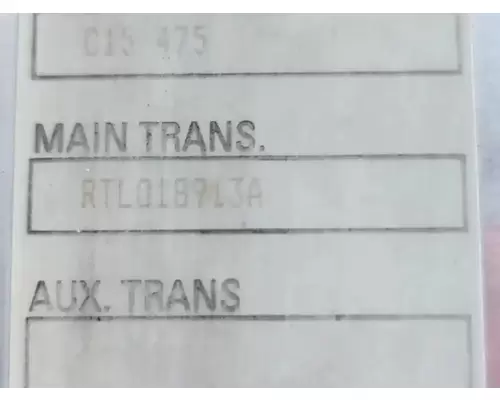 C15 475
MAIN TRANS.
RTLO18913A
AUX. TRANS